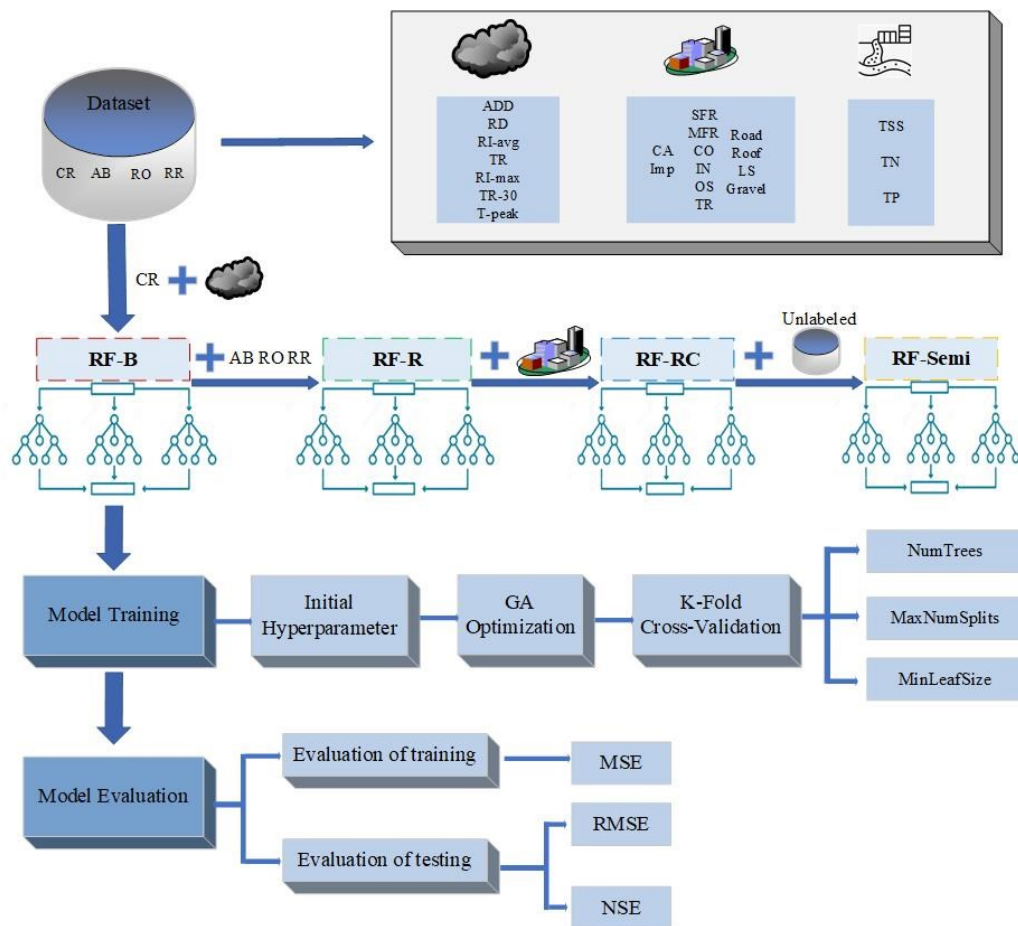 Dataset
CR AB RO RR
ADD
RD
RI-avg
TR
RI-max
TR-30
T-peak
CA
Imp
SFR
MFR
CO
IN
OS
TR
Road
Roof
LS
Gravel
TSS
TN
TP
CR
RF-B
AB RO RR
RF-R
RF-RC
Unlabeled
RF-Semi
Model Training
Initial
Hyperparameter
GA
Optimization
K-Fold
Cross-Validation
NumTrees
MaxNumSplits
MinLeafSize
Model Evaluation
Evaluation of training
MSE
Evaluation of testing
RMSE
NSE